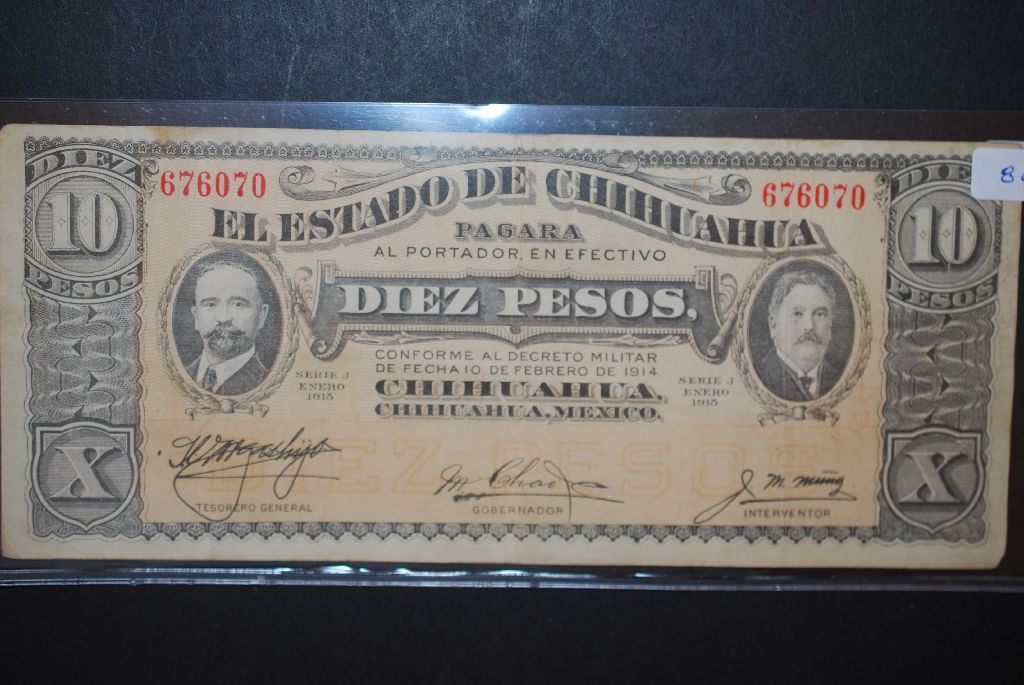 DIEZ
10
PESOS
676070
EL ESTADO DE CHIHUAHUA
676070
DIE
10
PESOS
PAGARA
AL PORTADOR, EN EFECTIVO
DIEZ PESOS,
CONFORME AL DECRETO MILITAR
DE FECHA 10 DE FEBRERO DE 1914
CHIHUAHUA
CHIHUAHUA, MEXICO.
SERIE J
ENERO
1915
SERIE J
ENERO
1915
DIEZ PESOS
X
X
TESORERO GENERAL
GOBERNADOR
J. M. Muñoz
INTERVENTOR